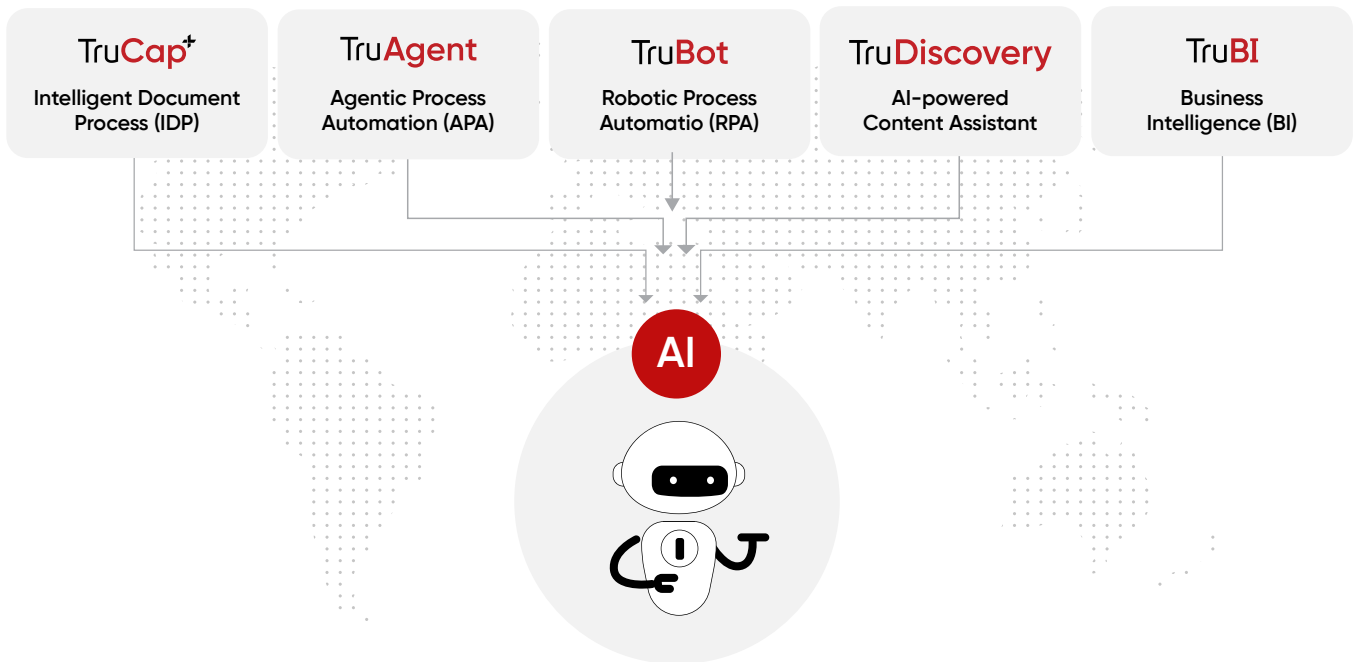 TruCap+
Intelligent Document
Process (IDP)
TruAgent
Agentic Process
Automation (APA)
TruBot
Robotic Process
Automatio (RPA)
TruDiscovery
AI-powered
Content Assistant
TruBI
Business
Intelligence (BI)
AI